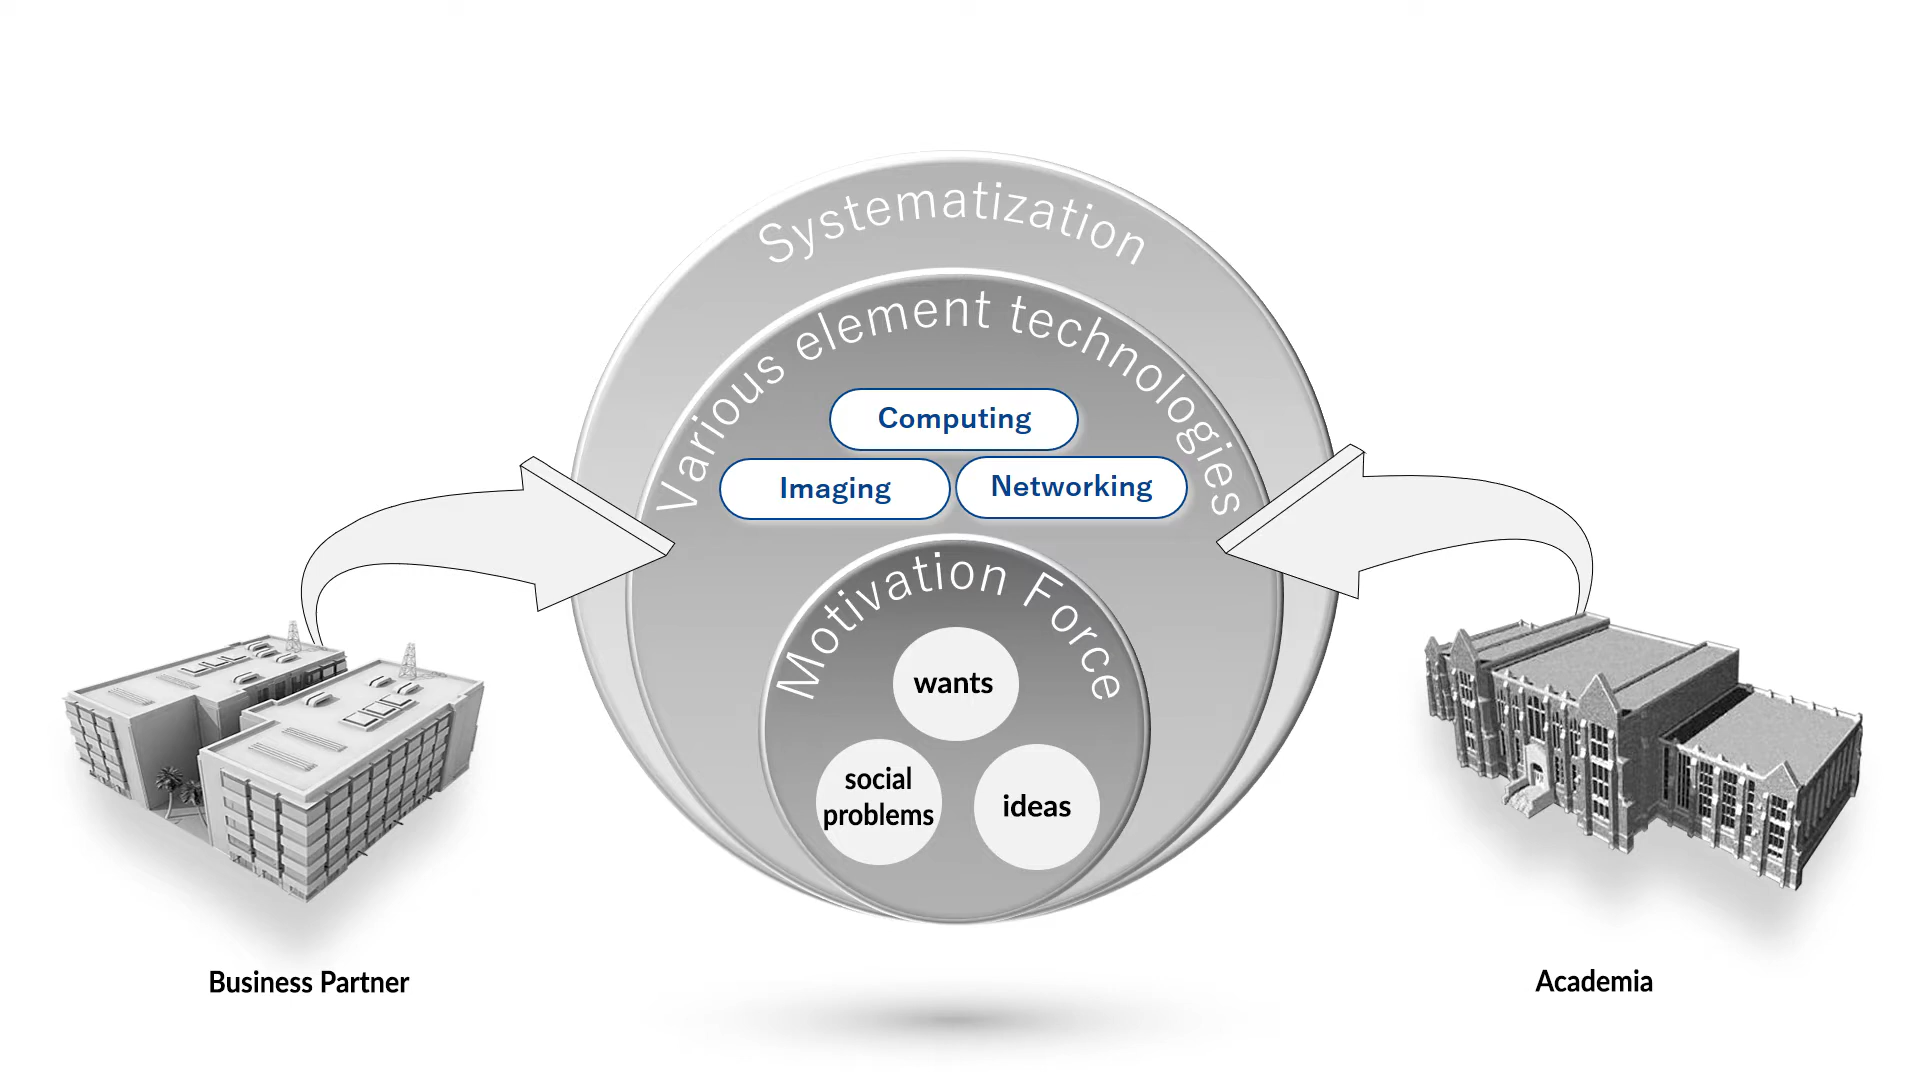 Systematization
Various element technologies
Computing
Imaging
Networking
Motivation Force
wants
social
problems
ideas
Business Partner
Academia